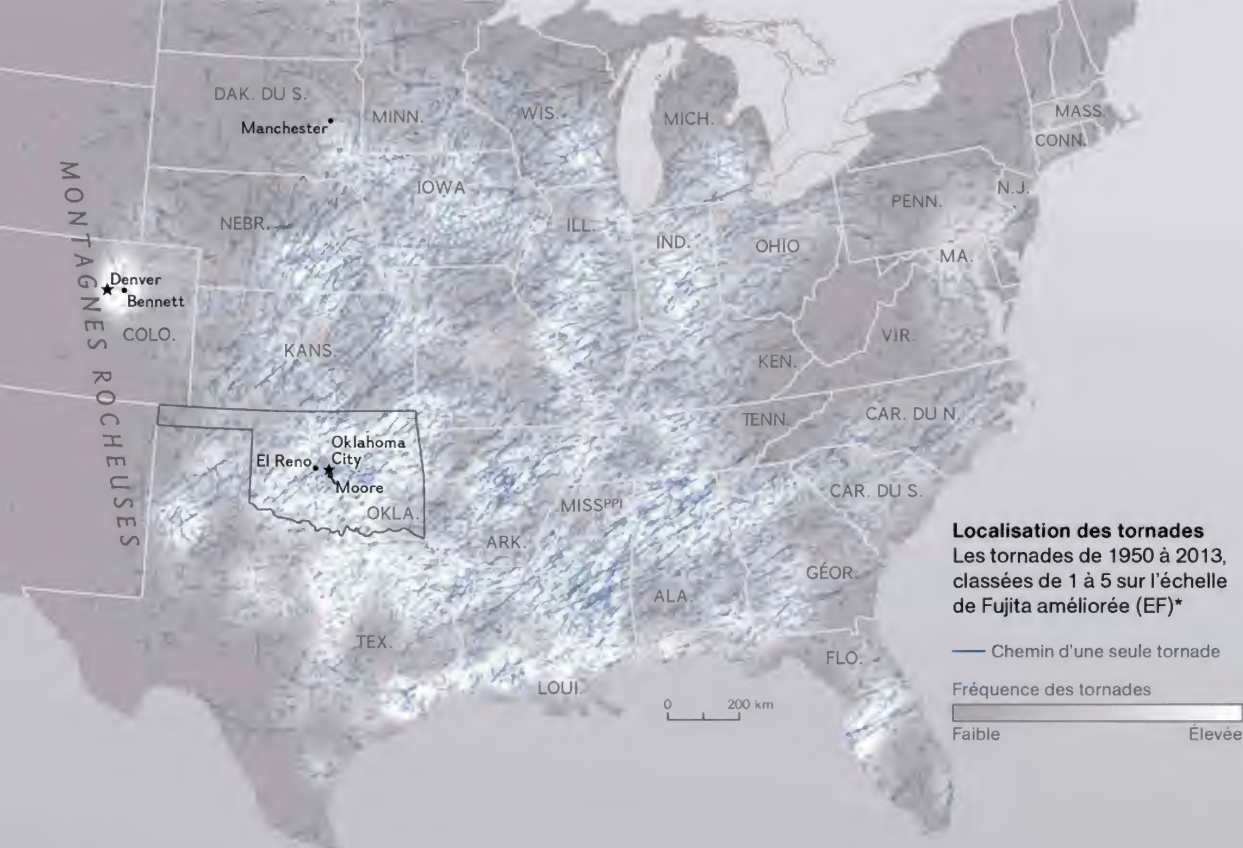 DAK. DU S.
Manchester
MINN.
WIS.
MICH.
MASS.
CONN.
IOWA
NEBR.
ILL.
IND.
OHIO
PENN.
N.J.
MA.
MONTAGNES ROCHEUSES
Denver
Bennett
COLO.
KANS.
KEN.
VIR.
TENN.
CAR. DU N.
Oklahoma
City
El Reno
Moore
OKLA.
MISSPPI
CAR. DU S.
ARK.
ALA.
GÉOR.
TEX.
LOUI.
FLO.
0 200 km
Localisation des tornades
Les tornades de 1950 à 2013,
classées de 1 à 5 sur l'échelle
de Fujita améliorée (EF)*
Chemin d'une seule tornade
Fréquence des tornades
Faible Élevée